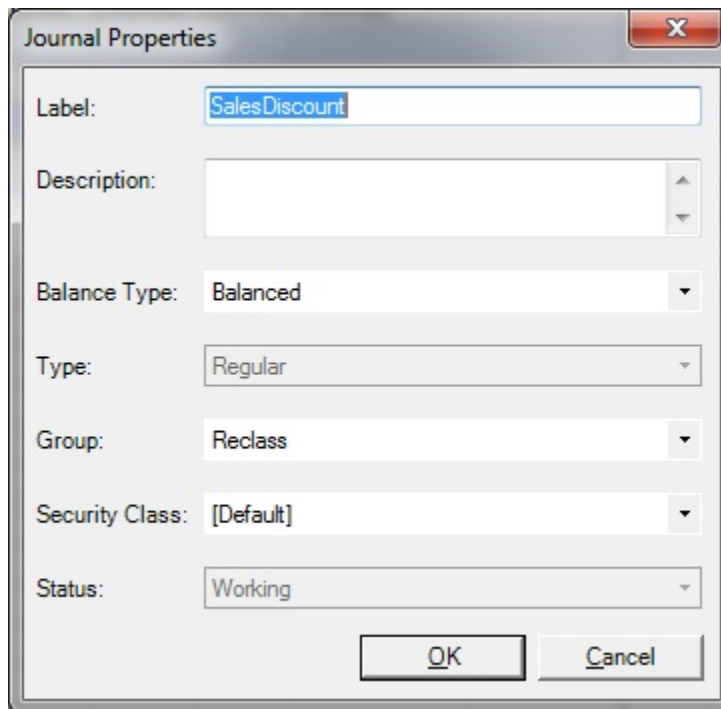 Journal Properties
Label: SalesDiscount
Description:
Balance Type: Balanced
Type: Regular
Group: Reclass
Security Class: [Default]
Status: Working
OK Cancel